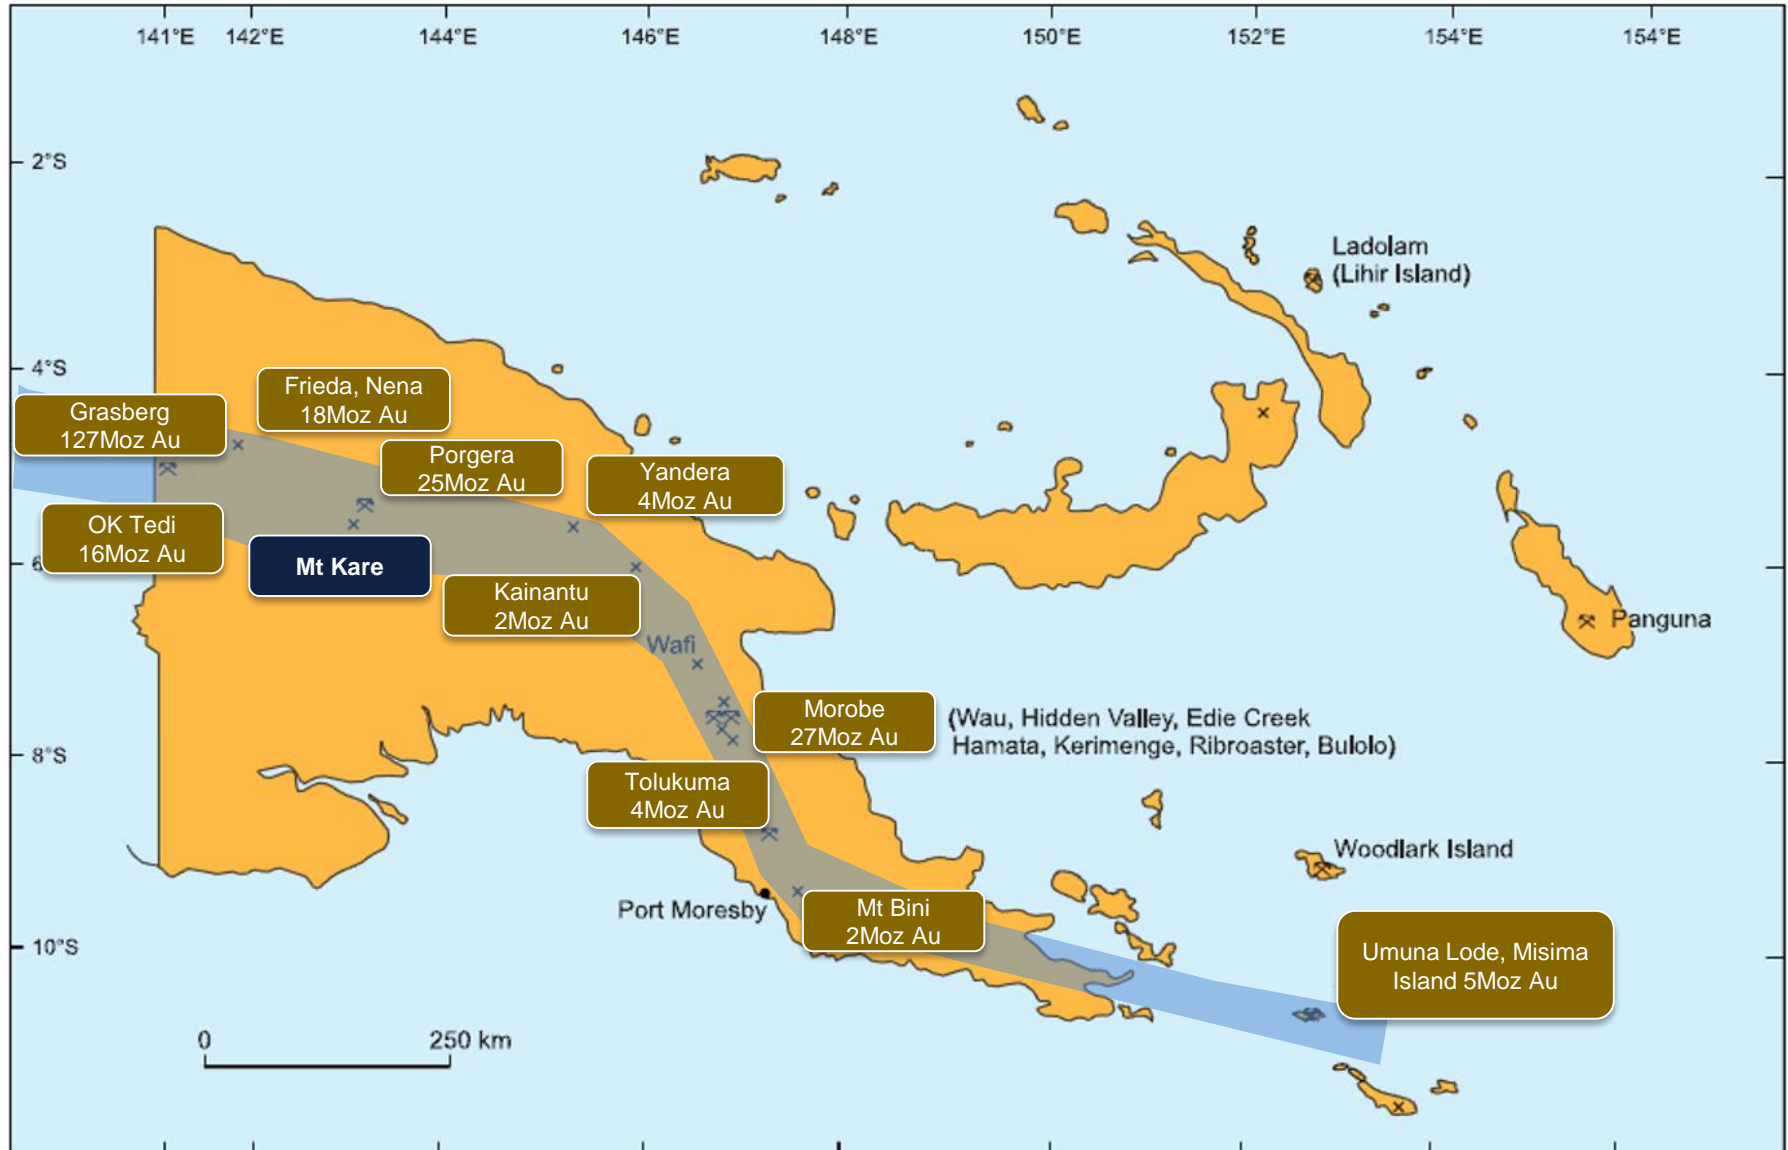 141°E 142°E 144°E 146°E 148°E 150°E 152°E 154°E 154°E
2°S
Ladolam
(Lihir Island)
4°S
Frieda, Nena
18Moz Au
Grasberg
127Moz Au
Porgera
25Moz Au
Yandera
4Moz Au
OK Tedi
16Moz Au
6
Mt Kare
Kainantu
2Moz Au
Panguna
Wafi
Morobe
27Moz Au
(Wau, Hidden Valley, Edie Creek
Hamata, Kerimenge, Ribroaster, Bulolo)
8°S
Tolukuma
4Moz Au
Woodlark Island
Port Moresby
Mt Bini
2Moz Au
10°S
Umuna Lode, Misima
Island 5Moz Au
0 250 km